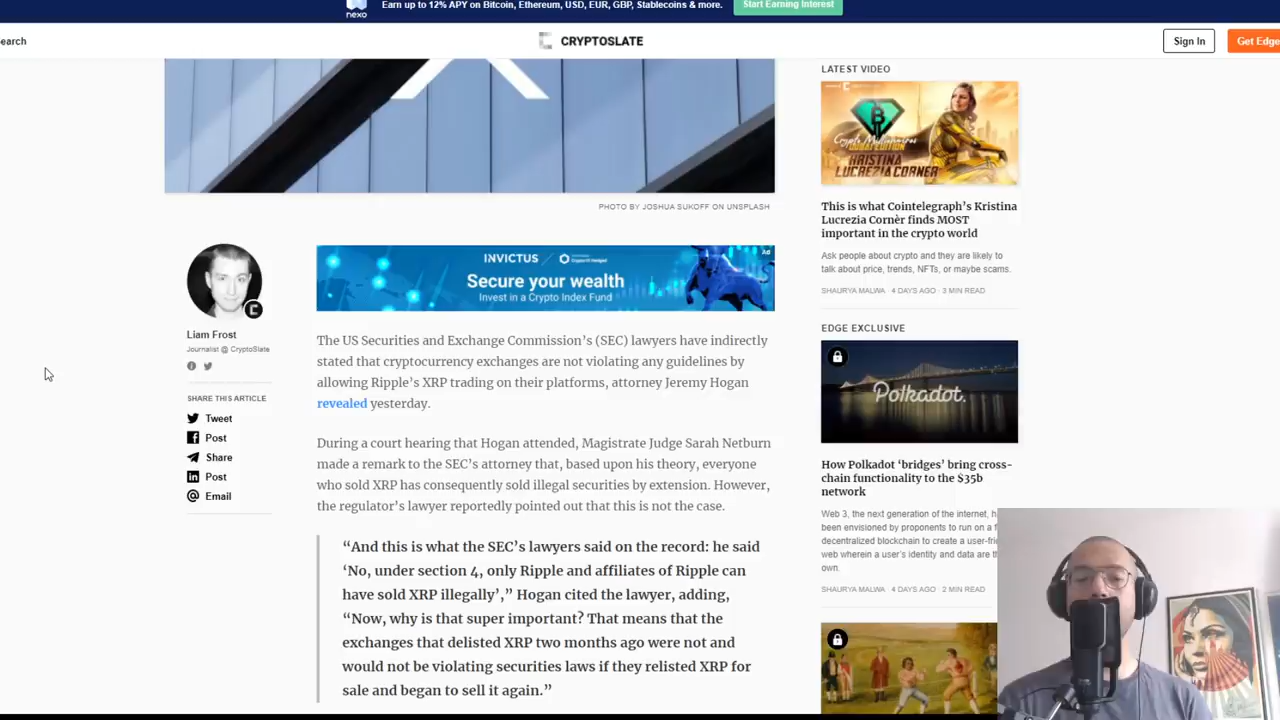 nexo
Earn up to 12% APY on Bitcoin, Ethereum, USD, EUR, GBP, Stablecoins & more.
Start Earning Interest
earch
CRYPTOSLATE
Sign In
Get Edge
PHOTO BY JOSHUA SUKOFF ON UNSPLASH
Liam Frost
Journalist @ CryptoSlate
SHARE THIS ARTICLE
Tweet
Post
Share
Post
Email
INVICTUS
Secure your wealth
Invest in a Crypto Index Fund
Ad
The US Securities and Exchange Commission’s (SEC) lawyers have indirectly
stated that cryptocurrency exchanges are not violating any guidelines by
allowing Ripple’s XRP trading on their platforms, attorney Jeremy Hogan
revealed yesterday.
During a court hearing that Hogan attended, Magistrate Judge Sarah Netburn
made a remark to the SEC’s attorney that, based upon his theory, everyone
who sold XRP has consequently sold illegal securities by extension. However,
the regulator’s lawyer reportedly pointed out that this is not the case.
“And this is what the SEC’s lawyers said on the record: he said
‘No, under section 4, only Ripple and affiliates of Ripple can
have sold XRP illegally’,” Hogan cited the lawyer, adding,
“Now, why is that super important? That means that the
exchanges that delisted XRP two months ago were not and
would not be violating securities laws if they relisted XRP for
sale and began to sell it again.”
LATEST VIDEO
Crypto Millionaires
DUBAI EDITION
KRISTINA
LUCREZIA CORNER
This is what Cointelegraph’s Kristina
Lucrezia Cornèr finds MOST
important in the crypto world
Ask people about crypto and they are likely to
talk about price, trends, NFTs, or maybe scams.
SHAURYA MALWA · 4 DAYS AGO · 3 MIN READ
EDGE EXCLUSIVE
Polkadot.
How Polkadot ‘bridges’ bring cross-
chain functionality to the $35b
network
Web 3, the next generation of the internet, h
been envisioned by proponents to run on a f
decentralized blockchain to create a user-frie
web wherein a user’s identity and data are th
own.
SHAURYA MALWA · 4 DAYS AGO · 2 MIN READ